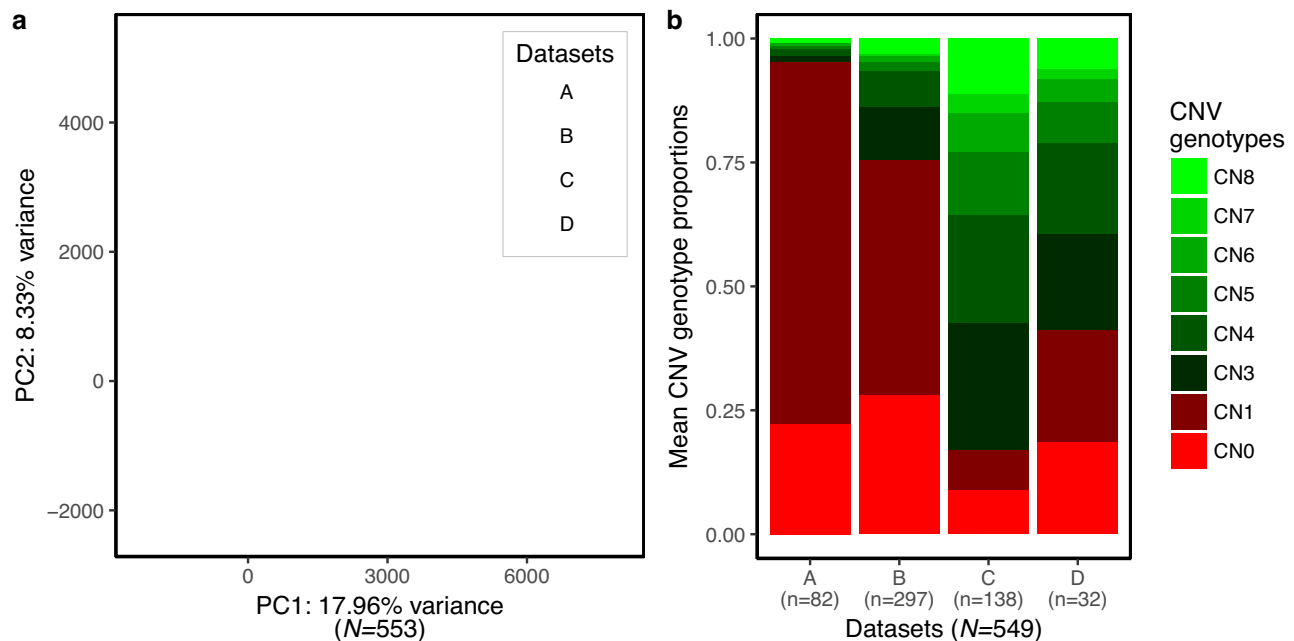 a
PC2: 8.33% variance
4000
2000
0
−2000
0 3000 6000
PC1: 17.96% variance
(N=553)
Datasets
A
B
C
D
b
Mean CNV genotype proportions
1.00
0.75
0.50
0.25
0.00
A B C D
(n=82) (n=297) (n=138) (n=32)
Datasets (N=549)
CNV
genotypes
CN8
CN7
CN6
CN5
CN4
CN3
CN1
CN0